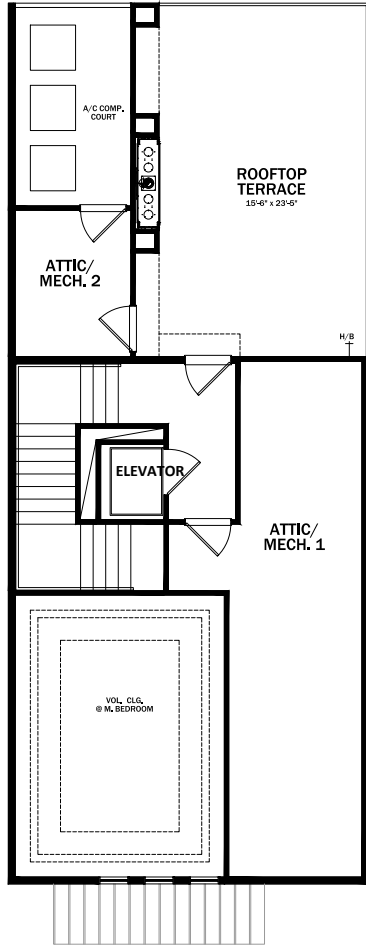 A/C COMP.
COURT
ROOFTOP
TERRACE
15'-6" x 23'-5"
ATTIC/
MECH. 2
H/B
ELEVATOR
ATTIC/
MECH. 1
VOL. CLG.
@ M. BEDROOM